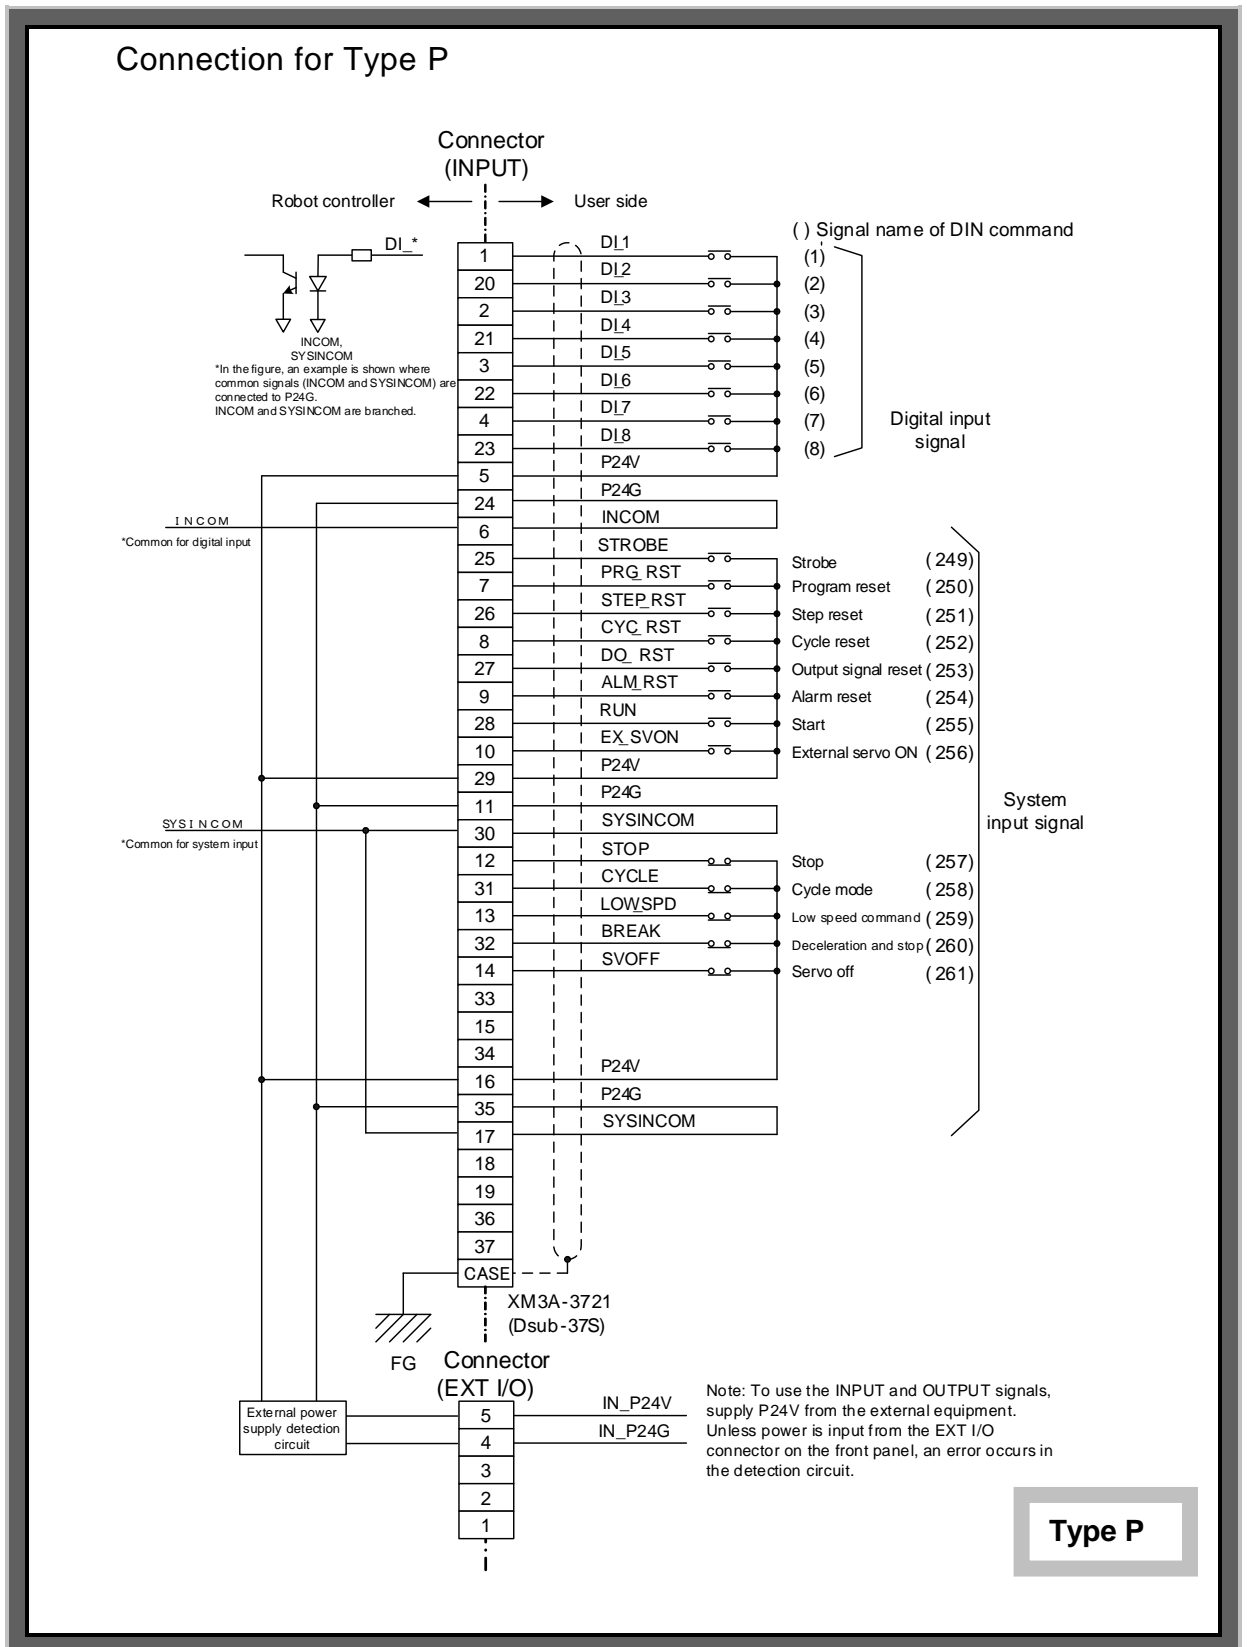 Connection for Type P
Connector
(INPUT)
Robot controller
User side
( ) Signal name of DIN command
DI_*
INCOM,
SYSINCOM
*In the figure, an example is shown where
common signals (INCOM and SYSINCOM) are
connected to P24G.
INCOM and SYSINCOM are branched.
1 DI_1 (1)
20 DI_2 (2)
2 DI_3 (3)
21 DI_4 (4)
3 DI_5 (5)
22 DI_6 (6)
4 DI_7 (7)
23 DI_8 (8)
Digital input
signal
5 P24V
24 P24G
INCOM
*Common for digital input
6 INCOM
25 STROBE Strobe (249)
7 PRG_RST Program reset (250)
26 STEP_RST Step reset (251)
8 CYC_RST Cycle reset (252)
27 DO_RST Output signal reset (253)
9 ALM_RST Alarm reset (254)
28 RUN Start (255)
10 EX_SVON External servo ON (256)
29 P24V
11 P24G
System
input signal
SYSINCOM
*Common for system input
30 SYSINCOM
12 STOP Stop (257)
31 CYCLE Cycle mode (258)
13 LOW_SPD Low speed command (259)
32 BREAK Deceleration and stop (260)
14 SVOFF Servo off (261)
33
15
34
16 P24V
35 P24G
17 SYSINCOM
18
19
36
37
CASE
XM3A-3721
(Dsub-37S)
FG
Connector
(EXT I/O)
External power
supply detection
circuit
5 IN_P24V
4 IN_P24G
3
2
1
Note: To use the INPUT and OUTPUT signals,
supply P24V from the external equipment.
Unless power is input from the EXT I/O
connector on the front panel, an error occurs in
the detection circuit.
Type P